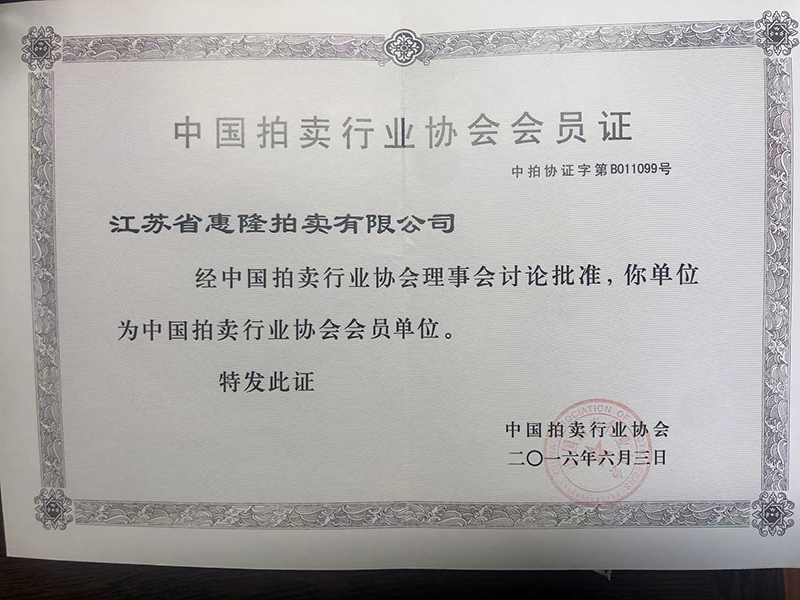 中国拍卖行业协会会员证
中拍协证字第B011099号
江苏省惠隆拍卖有限公司
经中国拍卖行业协会理事会讨论批准，你单位
为中国拍卖行业协会会员单位。
特发此证
中国拍卖行业协会
二〇一六年六月三日